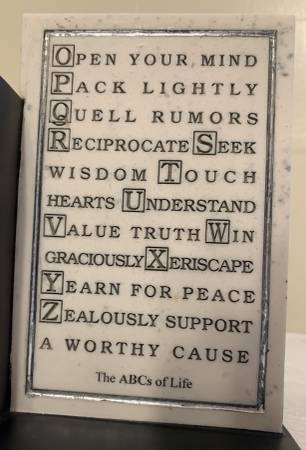 OPEN YOUR MIND
PACK LIGHTLY
QUELL RUMORS
RECIPROCATE SEEK
WISDOM TOUCH
HEARTS UNDERSTAND
VALUE TRUTH WIN
GRACIOUSLY XERISCAPE
YEARN FOR PEACE
ZEALOUSLY SUPPORT
A WORTHY CAUSE
The ABCs of Life